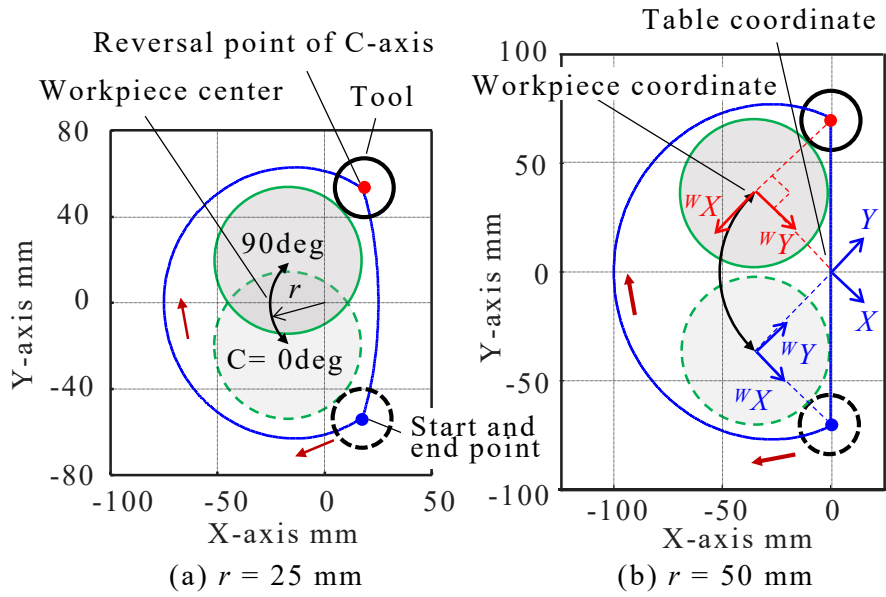 Reversal point of C-axis
Workpiece center
Tool
80
40
0
-40
-80
Y-axis mm
90deg
r
C= 0deg
Start and
end point
-100
-50
0
50
X-axis mm
(a) r = 25 mm
Table coordinate
Workpiece coordinate
100
50
0
-50
-100
Y-axis mm
WX
WY
Y
X
WY
WX
-100
-50
0
X-axis mm
(b) r = 50 mm